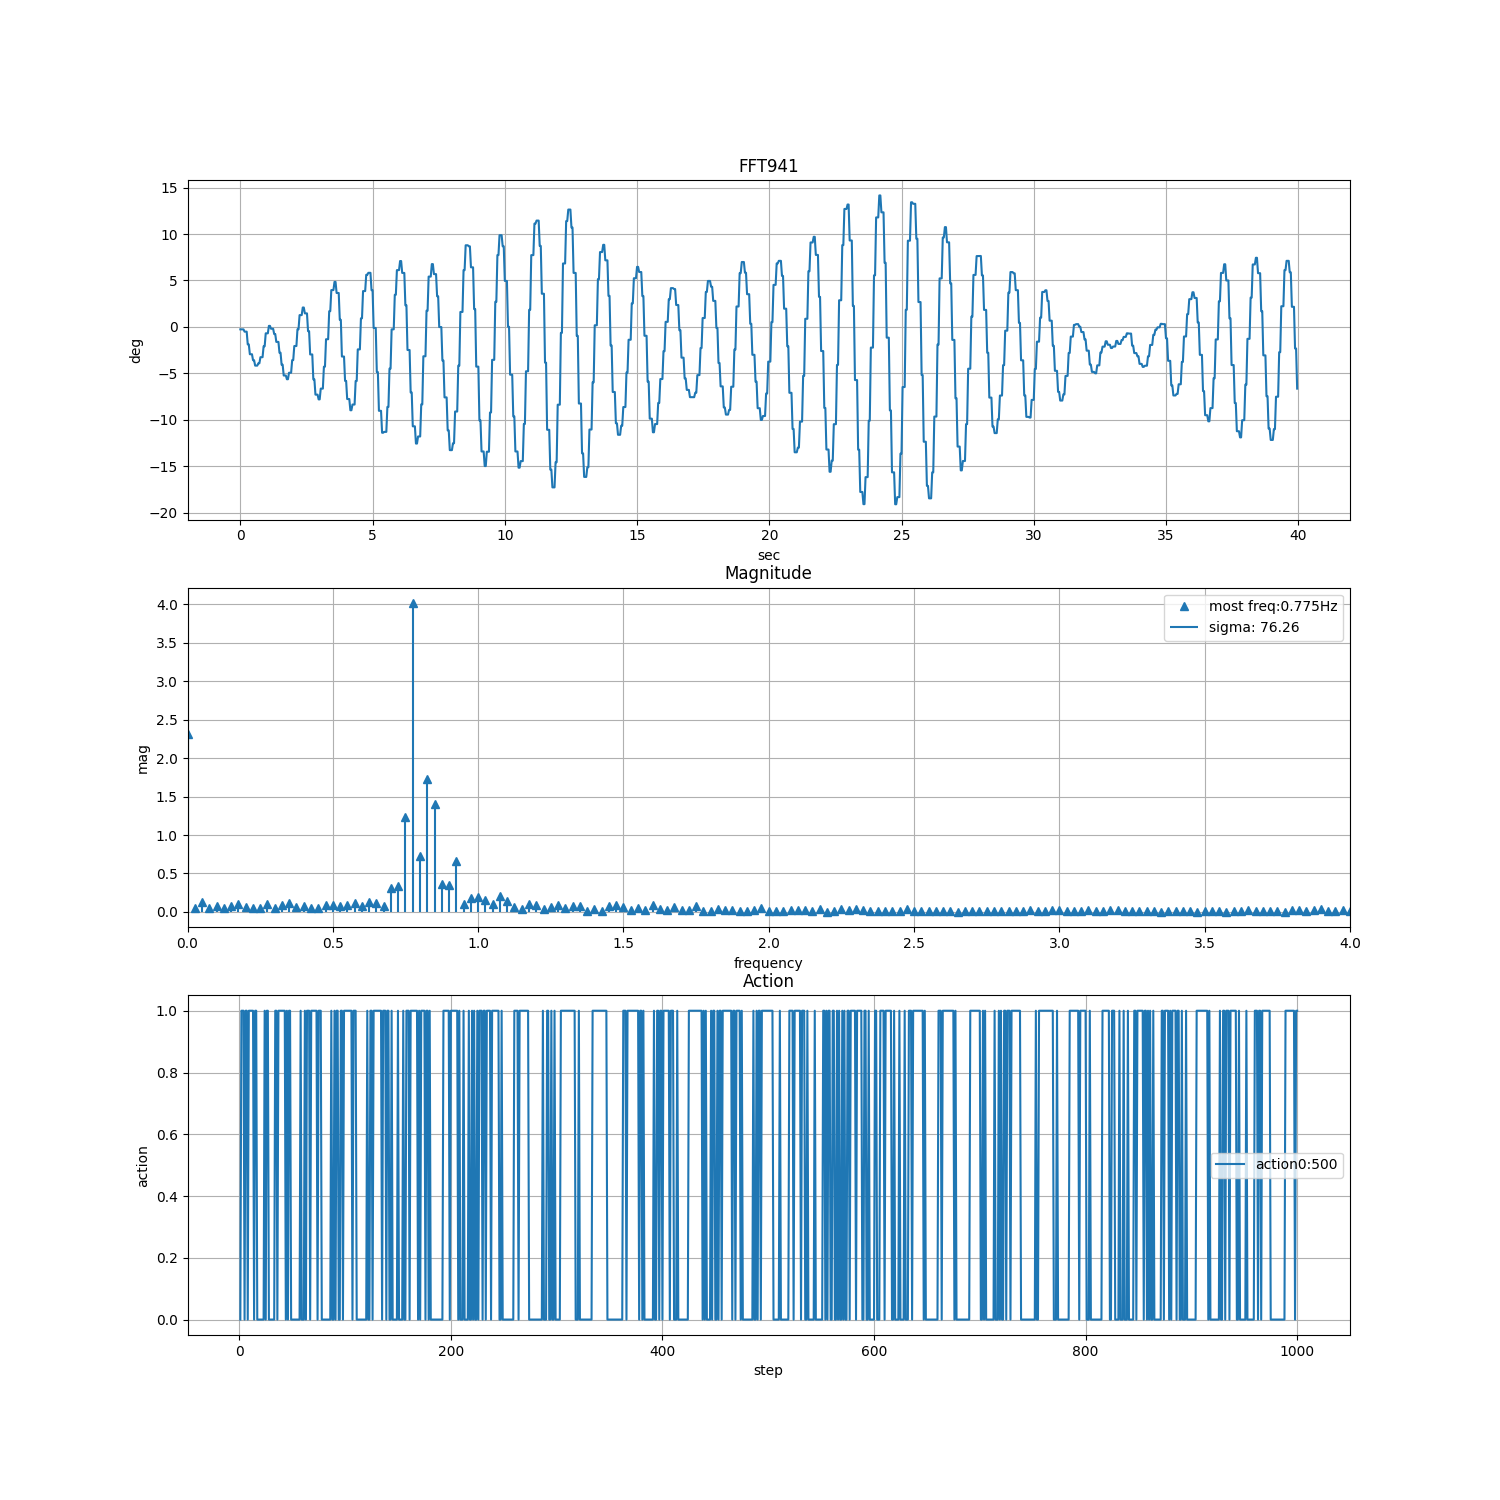 FFT941
15
10
5
0
−5
−10
−15
−20
deg
0 5 10 15 20 25 30 35 40
sec
Magnitude
4.0
3.5
3.0
2.5
2.0
1.5
1.0
0.5
0.0
mag
most freq:0.775Hz
sigma: 76.26
0.0 0.5 1.0 1.5 2.0 2.5 3.0 3.5 4.0
frequency
Action
1.0
0.8
0.6
0.4
0.2
0.0
action
action0:500
0 200 400 600 800 1000
step